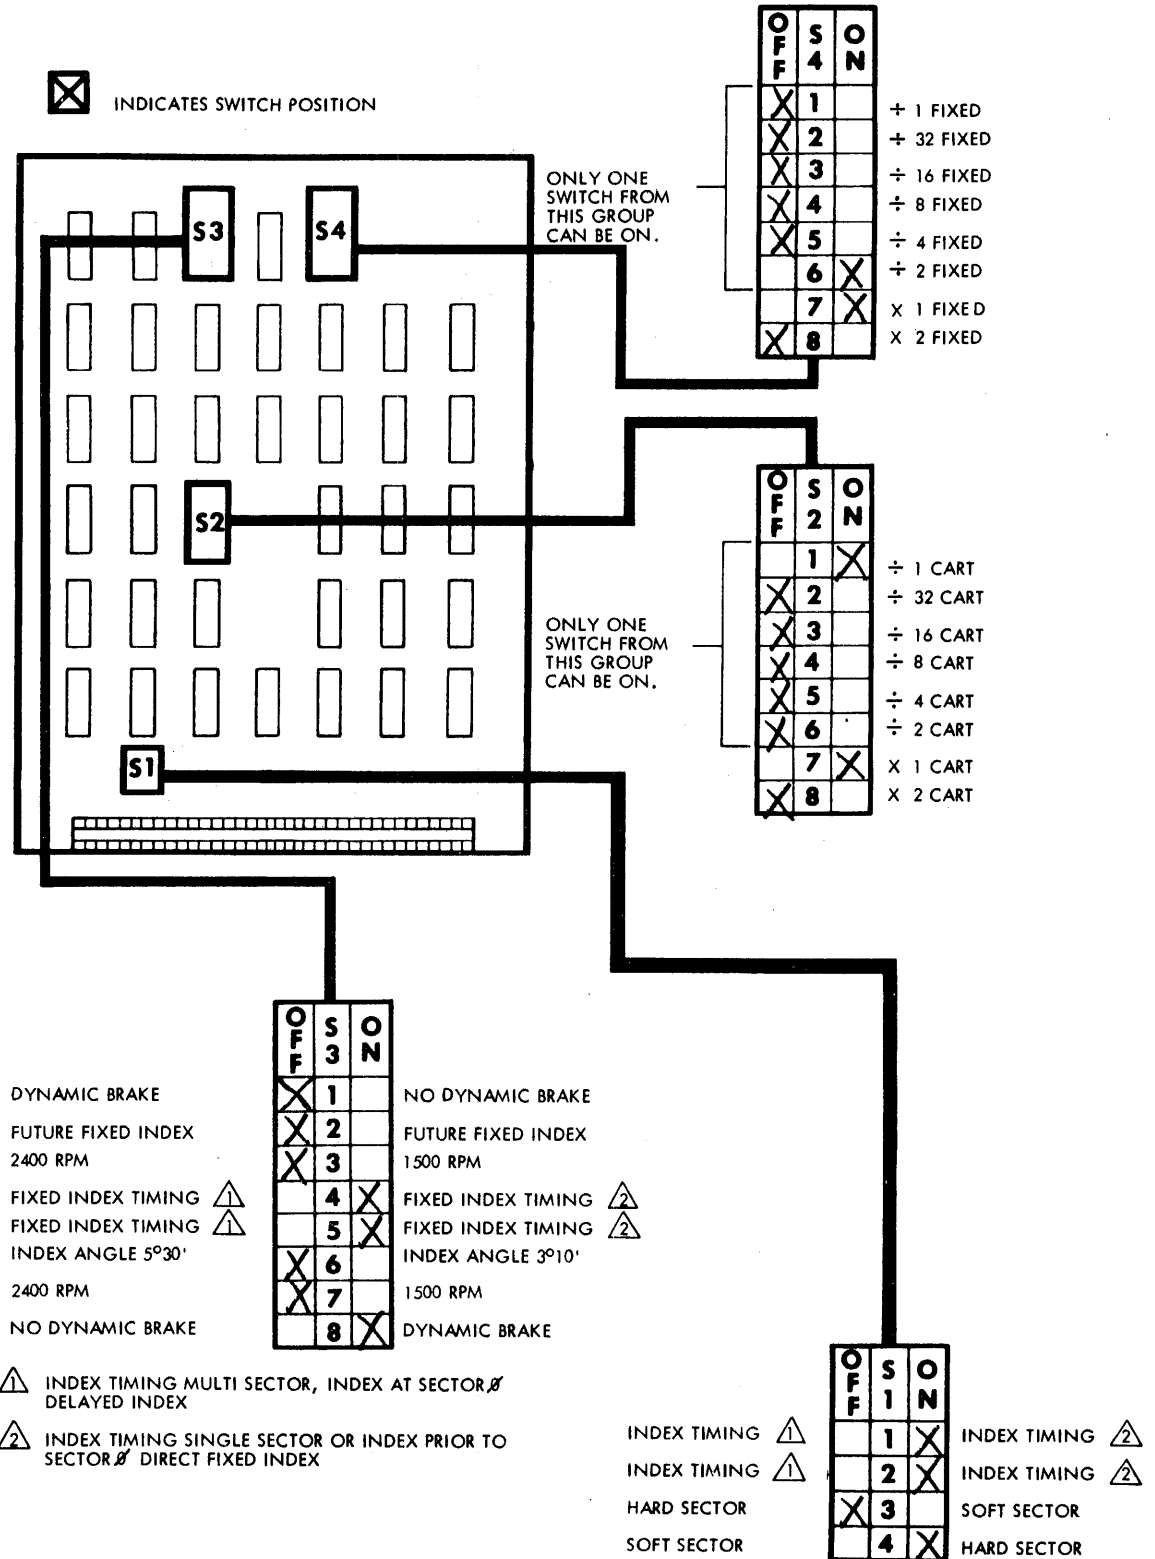 INDICATES SWITCH POSITION
OFF S4 ON
1 ÷ 1 FIXED
2 ÷ 32 FIXED
3 ÷ 16 FIXED
4 ÷ 8 FIXED
5 ÷ 4 FIXED
6 ÷ 2 FIXED
7 X 1 FIXED
8 X 2 FIXED
ONLY ONE
SWITCH FROM
THIS GROUP
CAN BE ON.
S3
S4
S2
S1
OFF S2 ON
1 ÷ 1 CART
2 ÷ 32 CART
3 ÷ 16 CART
4 ÷ 8 CART
5 ÷ 4 CART
6 ÷ 2 CART
7 X 1 CART
8 X 2 CART
ONLY ONE
SWITCH FROM
THIS GROUP
CAN BE ON.
OFF S3 ON
DYNAMIC BRAKE 1 NO DYNAMIC BRAKE
FUTURE FIXED INDEX 2 FUTURE FIXED INDEX
2400 RPM 3 1500 RPM
FIXED INDEX TIMING 1 4 FIXED INDEX TIMING 2
FIXED INDEX TIMING 1 5 FIXED INDEX TIMING 2
INDEX ANGLE 5°30' 6 INDEX ANGLE 3°10'
2400 RPM 7 1500 RPM
NO DYNAMIC BRAKE 8 DYNAMIC BRAKE
1 INDEX TIMING MULTI SECTOR, INDEX AT SECTOR Ø
DELAYED INDEX
2 INDEX TIMING SINGLE SECTOR OR INDEX PRIOR TO
SECTOR Ø DIRECT FIXED INDEX
OFF S1 ON
INDEX TIMING 1 1 INDEX TIMING 2
INDEX TIMING 1 2 INDEX TIMING 2
HARD SECTOR 3 SOFT SECTOR
SOFT SECTOR 4 HARD SECTOR